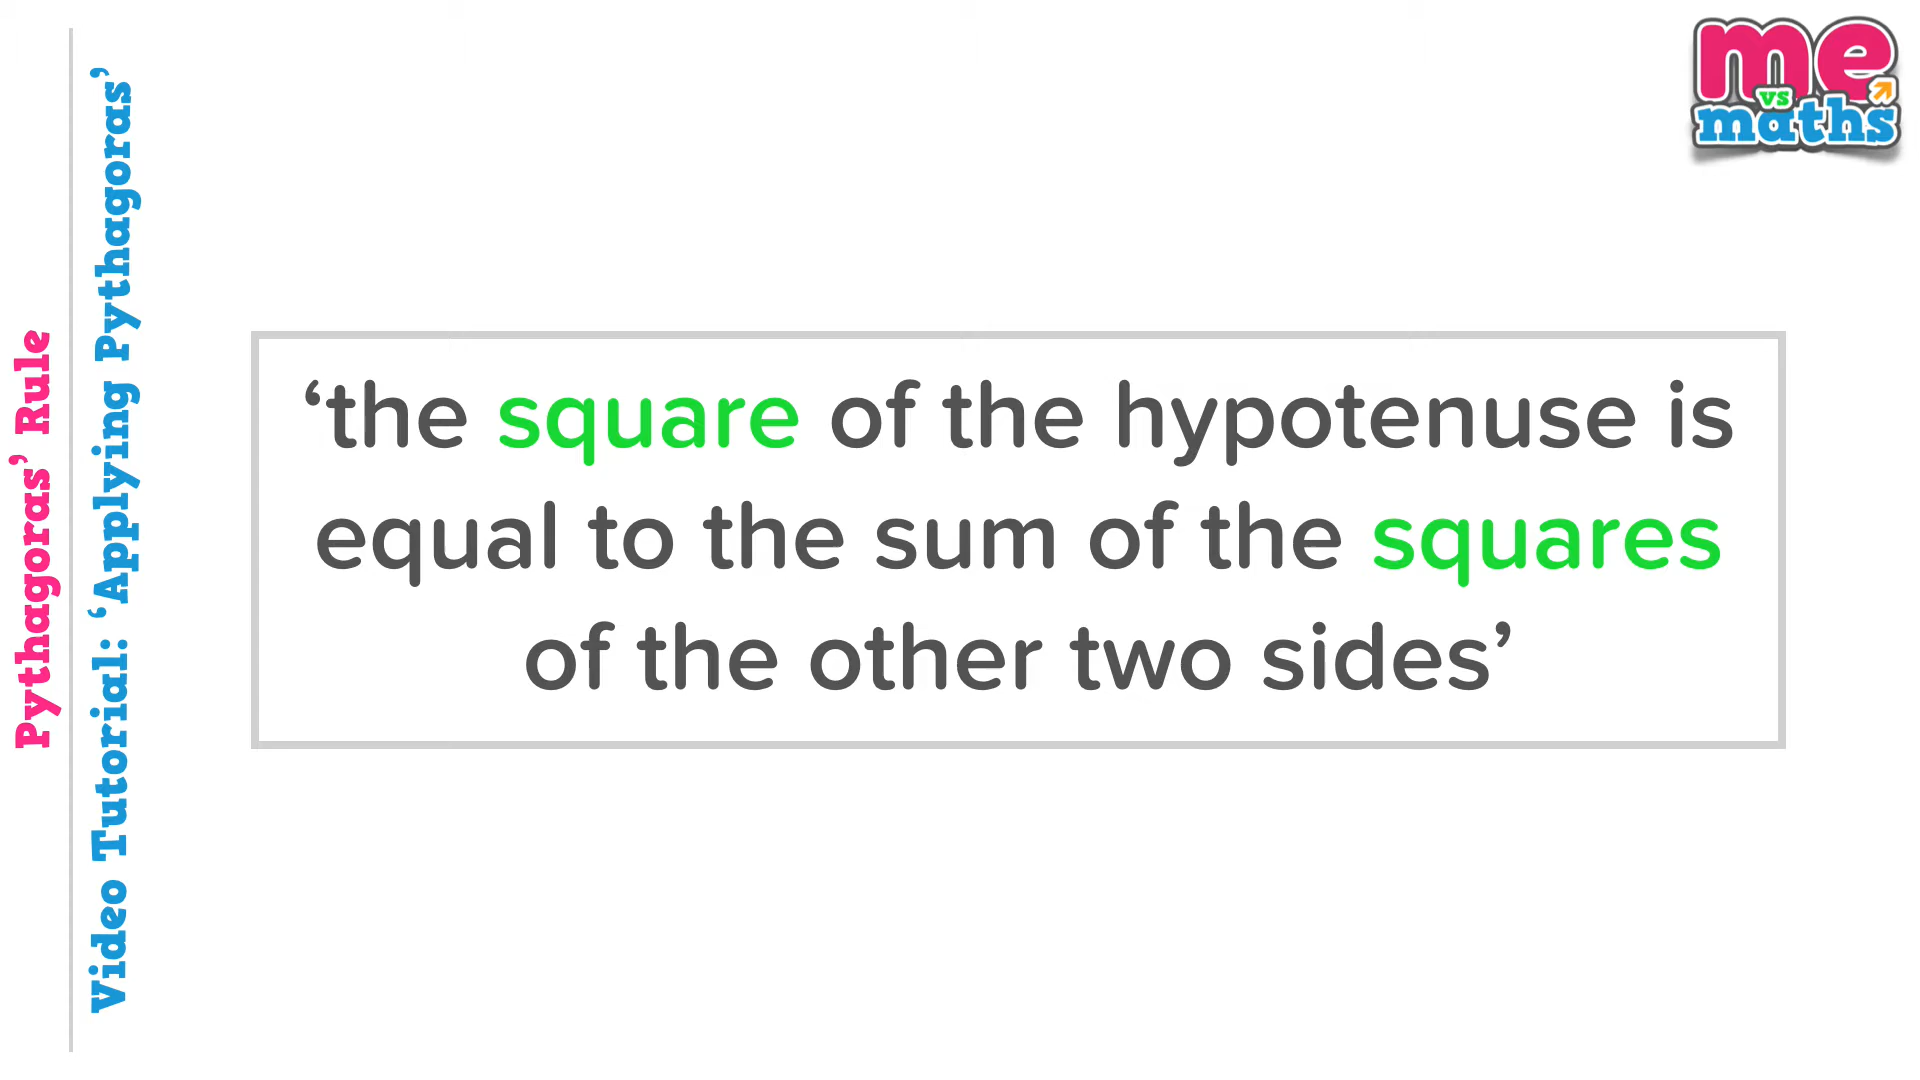 Pythagoras’ Rule
Video Tutorial: ‘Applying Pythagoras’
me
vs
maths
‘the square of the hypotenuse is
equal to the sum of the squares
of the other two sides’